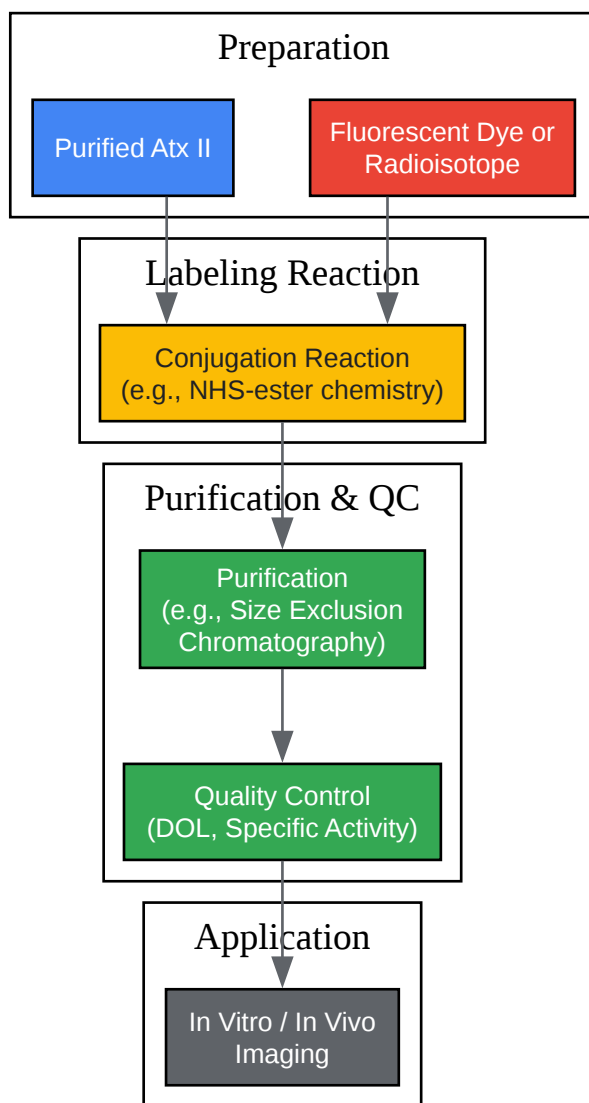 Preparation
Purified Atx II
Fluorescent Dye or
Radioisotope
Labeling Reaction
Conjugation Reaction
(e.g., NHS-ester chemistry)
Purification & QC
Purification
(e.g., Size Exclusion
Chromatography)
Quality Control
(DOL, Specific Activity)
Application
In Vitro / In Vivo
Imaging